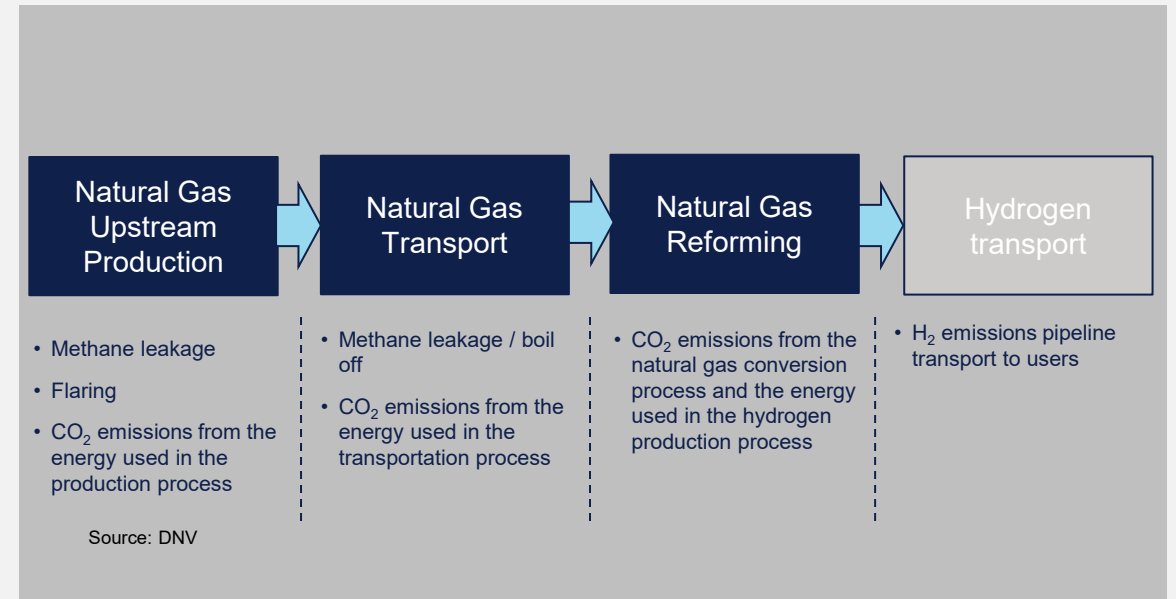 Natural Gas
Upstream
Production
Natural Gas
Transport
Natural Gas
Reforming
Hydrogen
transport
• Methane leakage
• Flaring
• CO₂ emissions from the
energy used in the
production process
• Methane leakage / boil
off
• CO₂ emissions from the
energy used in the
transportation process
• CO₂ emissions from the
natural gas conversion
process and the energy
used in the hydrogen
production process
• H₂ emissions pipeline
transport to users
Source: DNV